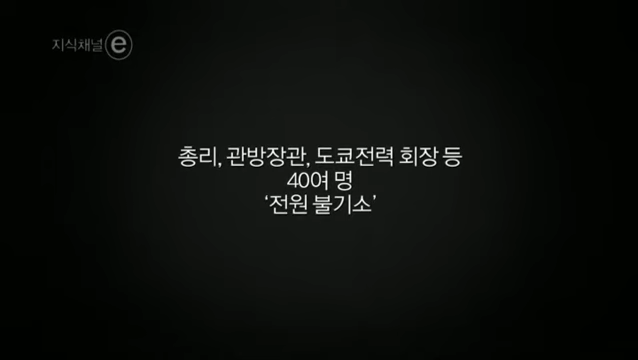 지식채널 e
총리, 관방장관, 도쿄전력 회장 등
40여 명
‘전원 불기소’